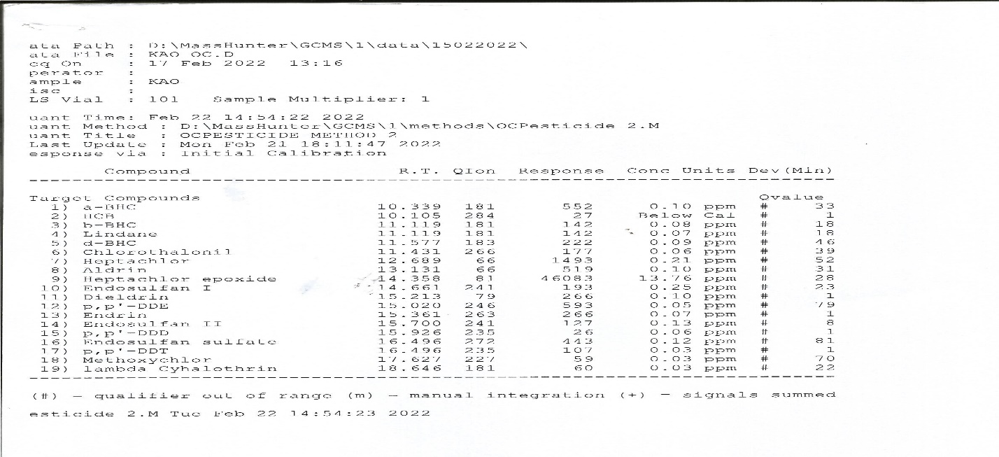 ata Path : D:\MassHunter\GCMS\1\data\15022022\
ata File : KAO OC.D
cq On : 17 Feb 2022 13:16
perator :
ample : KAO
isc :
LS Vial : 101 Sample Multiplier: 1
uant Time: Feb 22 14:54:22 2022
uant Method : D:\MassHunter\GCMS\1\methods\OCPesticide 2.M
uant Title : OCPESTICIDE METHOD 2
Last Update : Mon Feb 21 18:11:47 2022
esponse via : Initial Calibration
Compound R.T. QIon Response Conc Units Dev(Min)
Target Compounds Qvalue
1) a-BHC 10.339 181 552 0.10 ppm # 33
2) HCB 10.105 284 27 Below Cal # 1
3) b-BHC 11.119 181 142 0.08 ppm # 18
4) Lindane 11.119 181 142 0.07 ppm # 18
5) d-BHC 11.577 183 222 0.09 ppm # 46
6) Chlorothalonil 11.431 266 177 0.06 ppm # 39
7) Heptachlor 12.689 66 1493 0.21 ppm # 52
8) Aldrin 13.131 66 519 0.10 ppm # 31
9) Heptachlor epoxide 14.358 81 46083 13.76 ppm # 28
10) Endosulfan I 14.661 241 193 0.25 ppm # 23
11) Dieldrin 15.213 79 266 0.10 ppm # 1
12) p,p'-DDE 15.020 246 593 0.05 ppm # 79
13) Endrin 15.361 263 266 0.07 ppm # 1
14) Endosulfan II 15.700 241 127 0.13 ppm # 8
15) p,p'-DDD 15.926 235 26 0.06 ppm # 1
16) Endosulfan sulfate 16.496 272 443 0.12 ppm # 81
17) p,p'-DDT 16.496 235 107 0.03 ppm # 1
18) Methoxychlor 17.627 227 59 0.03 ppm # 70
19) lambda Cyhalothrin 18.646 181 60 0.03 ppm # 22
(#) - qualifier out of range (m) - manual integration (+) - signals summed
esticide 2.M Tue Feb 22 14:54:23 2022